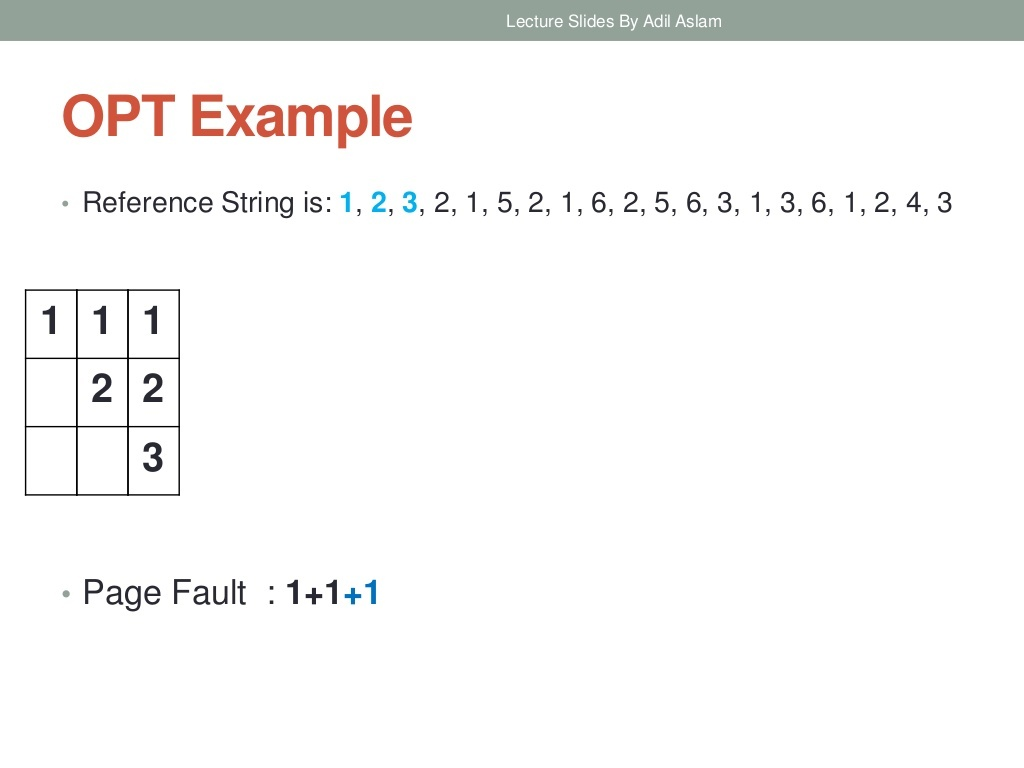 Lecture Slides By Adil Aslam
OPT Example
• Reference String is: 1, 2, 3, 2, 1, 5, 2, 1, 6, 2, 5, 6, 3, 1, 3, 6, 1, 2, 4, 3
1 1 1
2 2
3
• Page Fault : 1+1+1